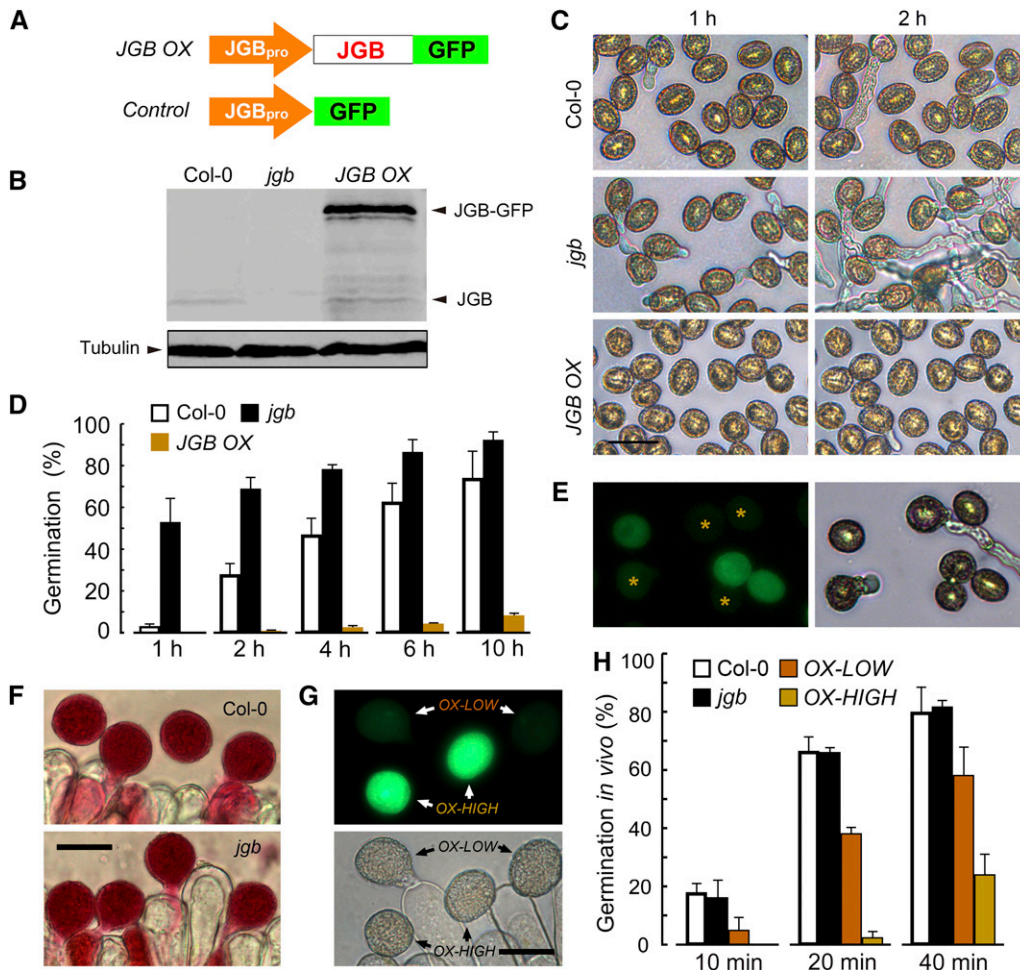 A
JGB OX
JGBpro
JGB
GFP
Control
JGBpro
GFP
B
Col-0 jgb JGB OX
JGB-GFP
JGB
Tubulin
C
1 h 2 h
Col-0
jgb
JGB OX
D
Col-0 jgb
JGB OX
Germination (%)
100
80
60
40
20
0
1 h 2 h 4 h 6 h 10 h
E
* * * *
F
Col-0
jgb
G
OX-LOW
OX-HIGH
OX-LOW
OX-HIGH
H
Col-0 OX-LOW
jgb OX-HIGH
Germination in vivo (%)
100
80
60
40
20
0
10 min 20 min 40 min